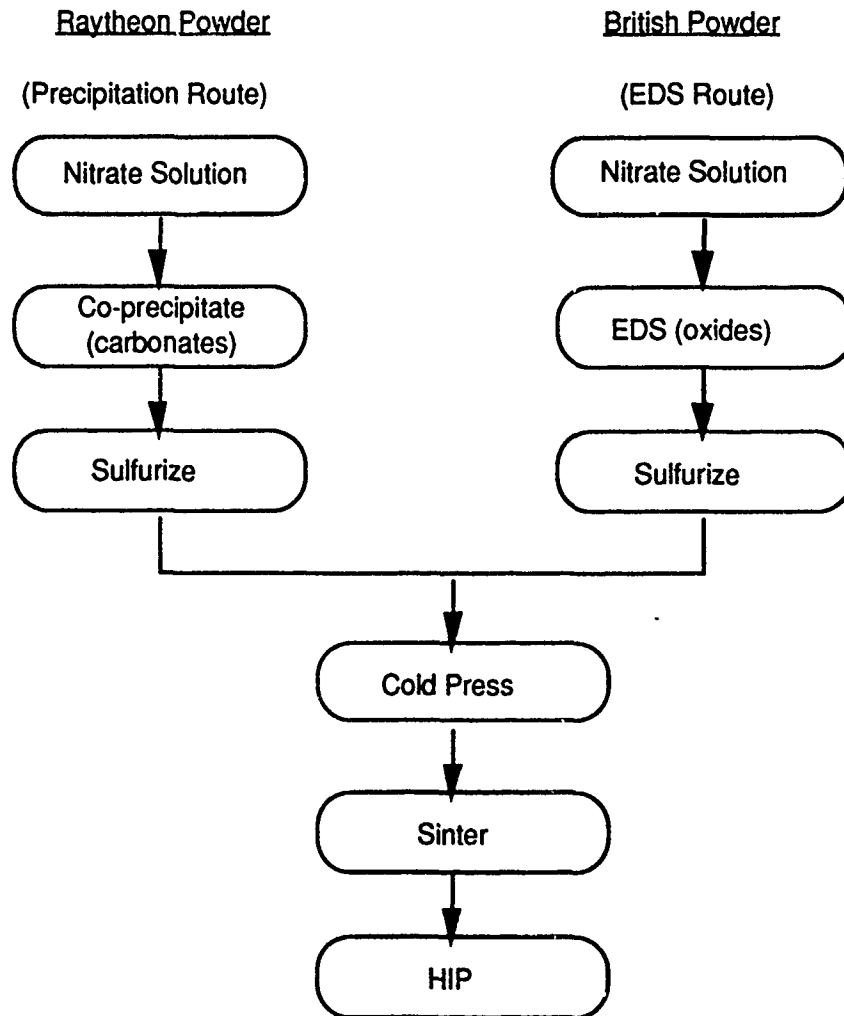 Raytheon Powder
(Precipitation Route)
Nitrate Solution
Co-precipitate
(carbonates)
Sulfurize
British Powder
(EDS Route)
Nitrate Solution
EDS (oxides)
Sulfurize
Cold Press
Sinter
HIP